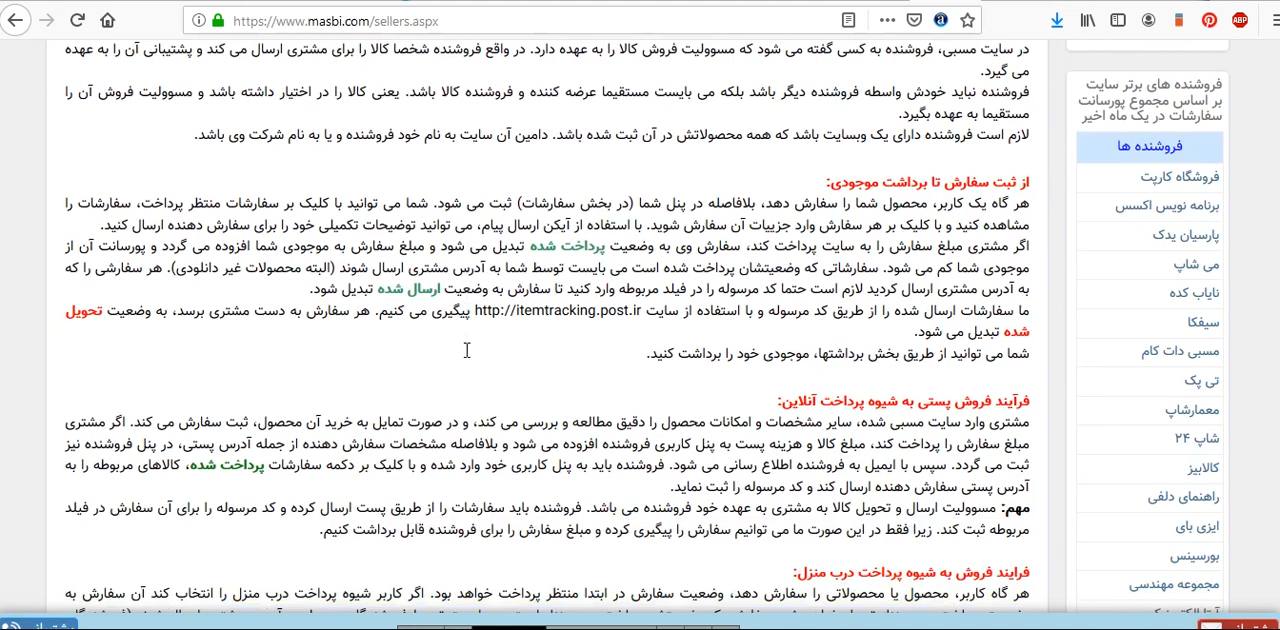 https://www.masbi.com/sellers.aspx
در سایت مسبی، فروشنده به کسی گفته می شود که مسوولیت فروش کالا را به عهده دارد. در واقع فروشنده شخصا کالا را برای مشتری ارسال می کند و پشتیبانی آن را به عهده
می گیرد.
فروشنده نباید خودش واسطه فروشنده دیگر باشد بلکه می بایست مستقیما عرضه کننده و فروشنده کالا باشد. یعنی کالا را در اختیار داشته باشد و مسوولیت فروش آن را
مستقیما به عهده بگیرد.
لازم است فروشنده دارای یک وبسایت باشد که همه محصولاتش در آن ثبت شده باشد. دامین آن سایت به نام خود فروشنده و یا به نام شرکت وی باشد.
از ثبت سفارش تا برداشت موجودی:
هر گاه یک کاربر، محصول شما را سفارش دهد، بلافاصله در پنل شما (در بخش سفارشات) ثبت می شود. شما می توانید با کلیک بر سفارشات منتظر پرداخت، سفارشات را
مشاهده کنید و با کلیک بر هر سفارش وارد جزییات آن سفارش شوید. با استفاده از آیکن ارسال پیام، می توانید توضیحات تکمیلی خود را برای سفارش دهنده ارسال کنید.
اگر مشتری مبلغ سفارش را به سایت پرداخت کند، سفارش وی به وضعیت پرداخت شده تبدیل می شود و مبلغ سفارش به موجودی شما افزوده می گردد و پورسانت آن از
موجودی شما کم می شود. سفارشاتی که وضعیتشان پرداخت شده است می بایست توسط شما به آدرس مشتری ارسال شوند (البته محصولات غیر دانلودی). هر سفارشی را که
به آدرس مشتری ارسال کردید لازم است حتما کد مرسوله را در فیلد مربوطه وارد کنید تا سفارش به وضعیت ارسال شده تبدیل شود.
ما سفارشات ارسال شده را از طریق کد مرسوله و با استفاده از سایت http://itemtracking.post.ir پیگیری می کنیم. هر سفارش به دست مشتری برسد، به وضعیت تحویل
شده تبدیل می شود.
شما می توانید از طریق بخش برداشتها، موجودی خود را برداشت کنید.
فرآیند فروش پستی به شیوه پرداخت آنلاین:
مشتری وارد سایت مسبی شده، سایر مشخصات و امکانات محصول را دقیق مطالعه و بررسی می کند، و در صورت تمایل به خرید آن محصول، ثبت سفارش می کند. اگر مشتری
مبلغ سفارش را پرداخت کند، مبلغ کالا و هزینه پست به پنل کاربری فروشنده افزوده می شود و بلافاصله مشخصات سفارش دهنده از جمله آدرس پستی، در پنل فروشنده نیز
ثبت می گردد. سپس با ایمیل به فروشنده اطلاع رسانی می شود. فروشنده باید به پنل کاربری خود وارد شده و با کلیک بر دکمه سفارشات پرداخت شده، کالاهای مربوطه را به
آدرس پستی سفارش دهنده ارسال کند و کد مرسوله را ثبت نماید.
مهم: مسوولیت ارسال و تحویل کالا به مشتری به عهده خود فروشنده می باشد. فروشنده باید سفارشات را از طریق پست ارسال کرده و کد مرسوله را برای آن سفارش در فیلد
مربوطه ثبت کند. زیرا فقط در این صورت ما می توانیم سفارش را پیگیری کرده و مبلغ سفارش را برای فروشنده قابل برداشت کنیم.
فرایند فروش به شیوه پرداخت درب منزل:
هر گاه کاربر، محصول یا محصولاتی را سفارش دهد، وضعیت سفارش در ابتدا منتظر پرداخت خواهد بود. اگر کاربر شیوه پرداخت درب منزل را انتخاب کند آن سفارش به
فروشنده های برتر سایت
بر اساس مجموع پورسانت
سفارشات در یک ماه اخیر
فروشنده ها
فروشگاه کارپت
برنامه نویس اکسس
پارسیان یدک
می شاپ
نایاب کده
سیفکا
مسبی دات کام
تی پک
معمارشاپ
شاپ ۲۴
کالابیز
راهنمای دلفی
ایزی بای
بورسینس
مجموعه مهندسی
ABP